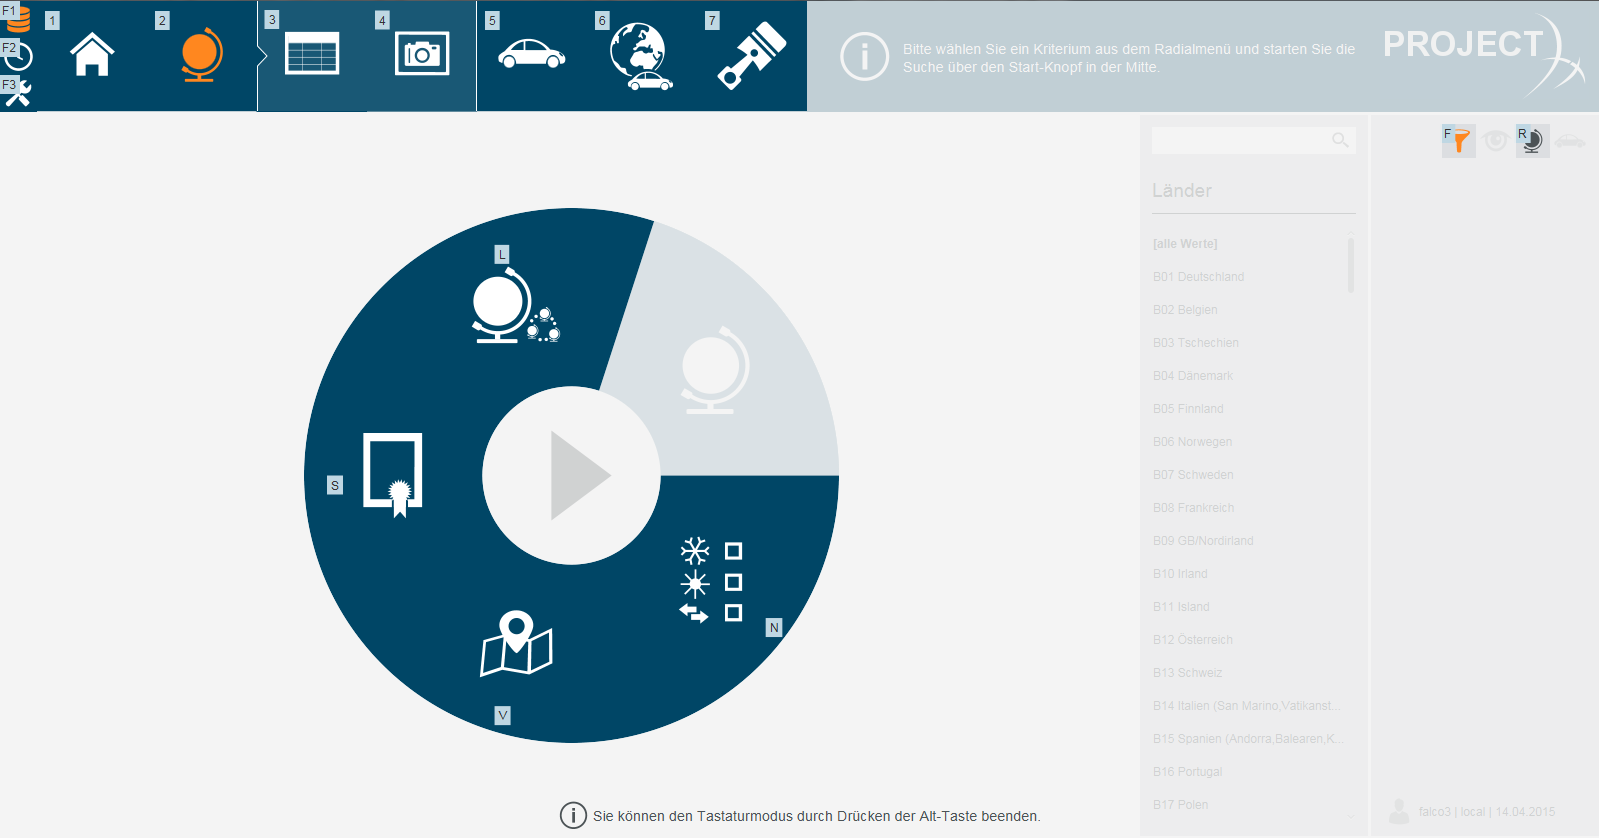 F1
F2
F3
1
2
3
4
5
6
7
Bitte wählen Sie ein Kriterium aus dem Radialmenü und starten Sie die
Suche über den Start-Knopf in der Mitte.
PROJECT
F
R
L
S
N
V
Länder
[alle Werte]
B01 Deutschland
B02 Belgien
B03 Tschechien
B04 Dänemark
B05 Finnland
B06 Norwegen
B07 Schweden
B08 Frankreich
B09 GB/Nordirland
B10 Irland
B11 Island
B12 Österreich
B13 Schweiz
B14 Italien (San Marino,Vatikanst...
B15 Spanien (Andorra,Balearen,K...
B16 Portugal
B17 Polen
Sie können den Tastaturmodus durch Drücken der Alt-Taste beenden.
falco3 | local | 14.04.2015